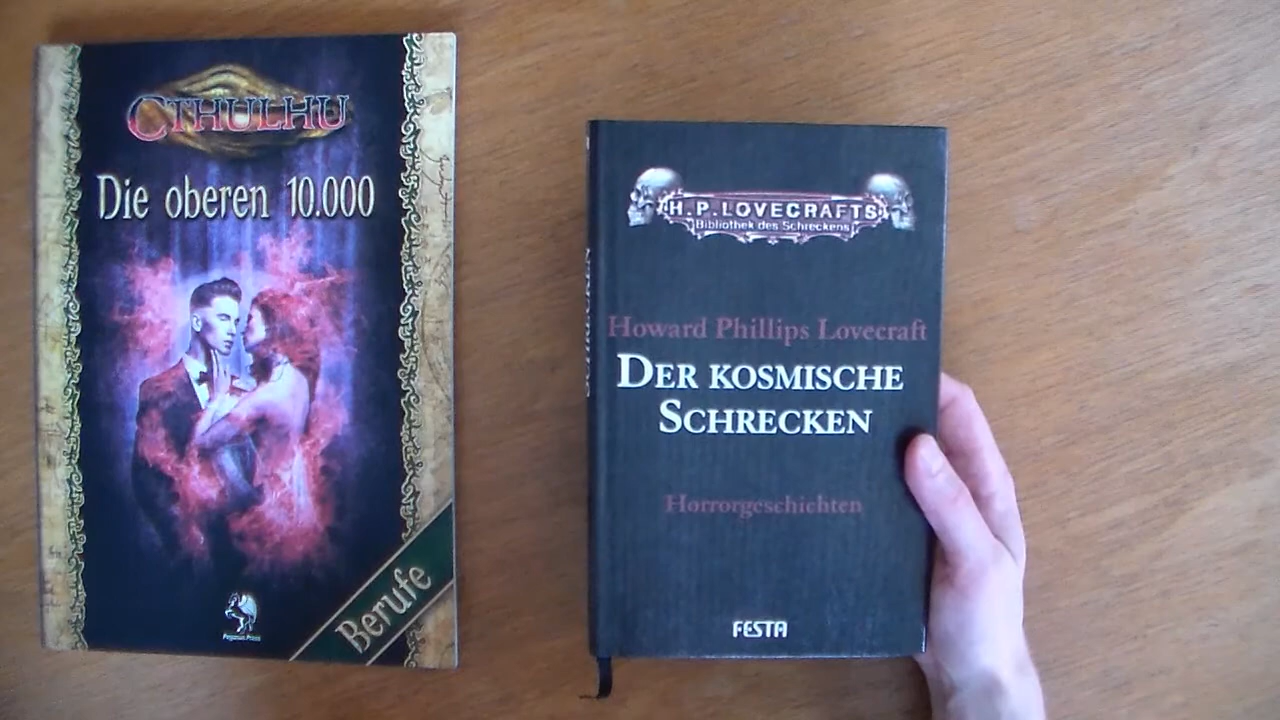 CTHULHU
Die oberen 10.000
Berufe
Pegasus Press
H.P. LOVECRAFTS
Bibliothek des Schreckens
Howard Phillips Lovecraft
DER KOSMISCHE
SCHRECKEN
Horrorgeschichten
FESTA
SCHRECKEN